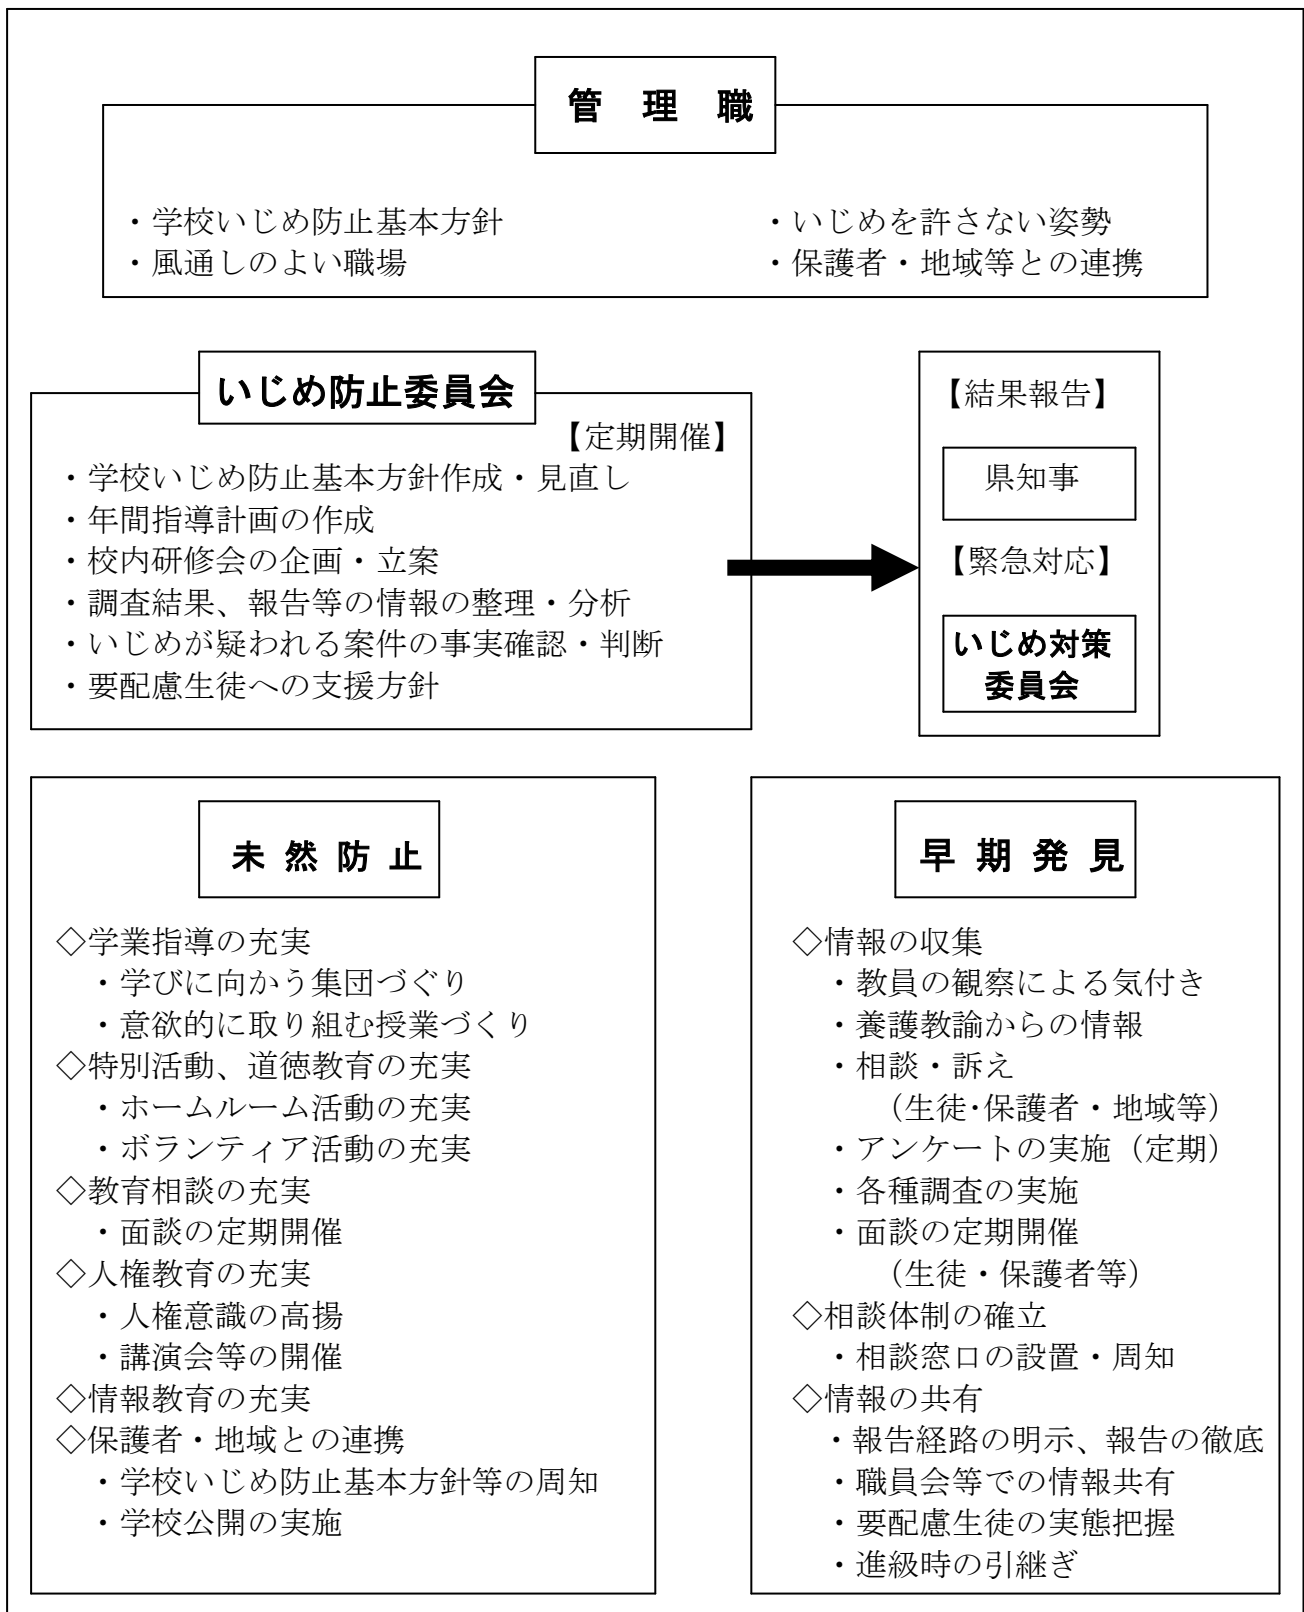 管 理 職
・学校いじめ防止基本方針
・風通しのよい職場
・いじめを許さない姿勢
・保護者・地域等との連携
いじめ防止委員会
【定期開催】
・学校いじめ防止基本方針作成・見直し
・年間指導計画の作成
・校内研修会の企画・立案
・調査結果、報告等の情報の整理・分析
・いじめが疑われる案件の事実確認・判断
・要配慮生徒への支援方針
【結果報告】
県知事
【緊急対応】
いじめ対策
委員会
未 然 防 止
◇学業指導の充実
・学びに向かう集団づぐり
・意欲的に取り組む授業づくり
◇特別活動、道徳教育の充実
・ホームルーム活動の充実
・ボランティア活動の充実
◇教育相談の充実
・面談の定期開催
◇人権教育の充実
・人権意識の高揚
・講演会等の開催
◇情報教育の充実
◇保護者・地域との連携
・学校いじめ防止基本方針等の周知
・学校公開の実施
早 期 発 見
◇情報の収集
・教員の観察による気付き
・養護教諭からの情報
・相談・訴え
（生徒･保護者・地域等）
・アンケートの実施（定期）
・各種調査の実施
・面談の定期開催
（生徒・保護者等）
◇相談体制の確立
・相談窓口の設置・周知
◇情報の共有
・報告経路の明示、報告の徹底
・職員会等での情報共有
・要配慮生徒の実態把握
・進級時の引継ぎ